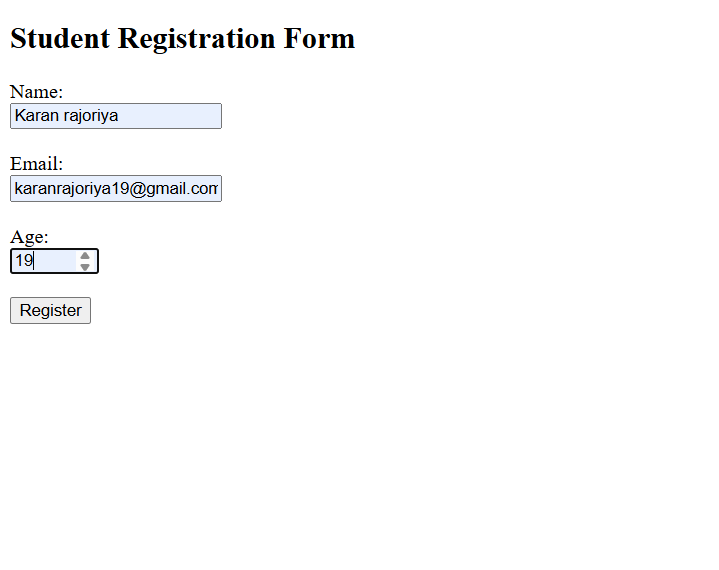 Student Registration Form
Name:
Karan rajoriya
Email:
karanrajoriya19@gmail.com
Age:
19
Register